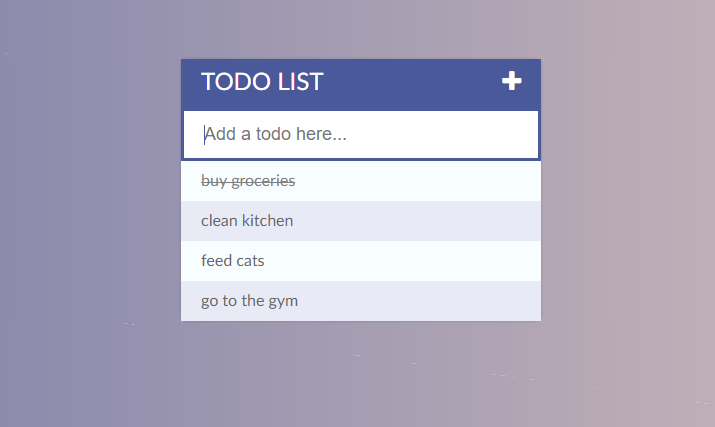 TODO LIST
Add a todo here...
buy groceries
clean kitchen
feed cats
go to the gym